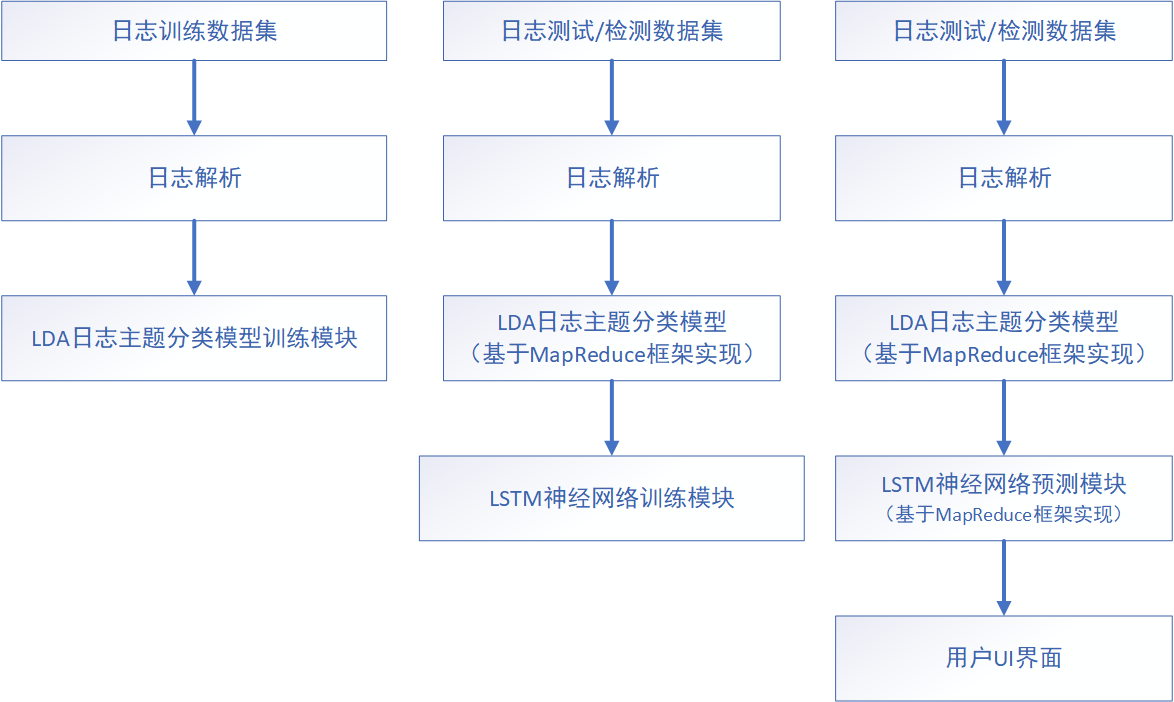 日志训练数据集
日志解析
LDA日志主题分类模型训练模块
日志测试/检测数据集
日志解析
LDA日志主题分类模型
（基于MapReduce框架实现）
LSTM神经网络训练模块
日志测试/检测数据集
日志解析
LDA日志主题分类模型
（基于MapReduce框架实现）
LSTM神经网络预测模块
（基于MapReduce框架实现）
用户UI界面